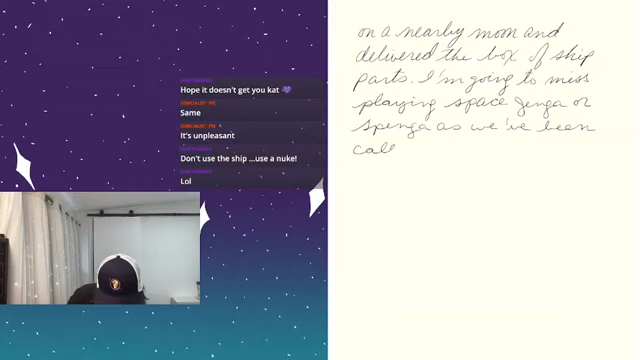 Hope it doesn't get you kat 💜
Same
It's unpleasant
Don't use the ship ...use a nuke!
Lol
on a nearby moon and
delivered the box of ship
parts. I'm going to miss
playing space Jenga or
Spenga as we've been
calle